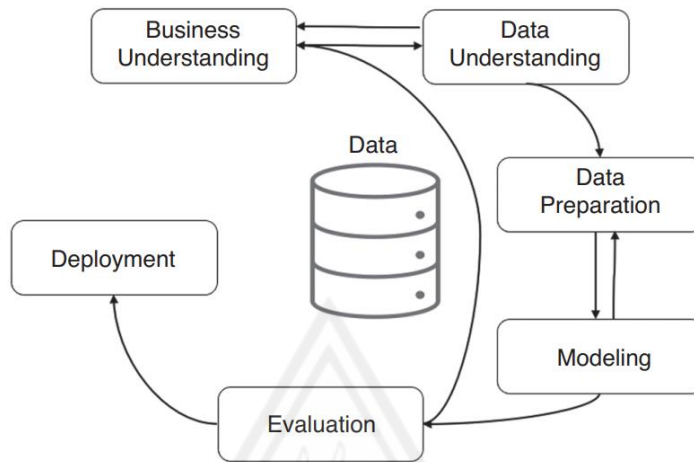 Business
Understanding
Data
Understanding
Data
Data
Preparation
Deployment
Modeling
Evaluation